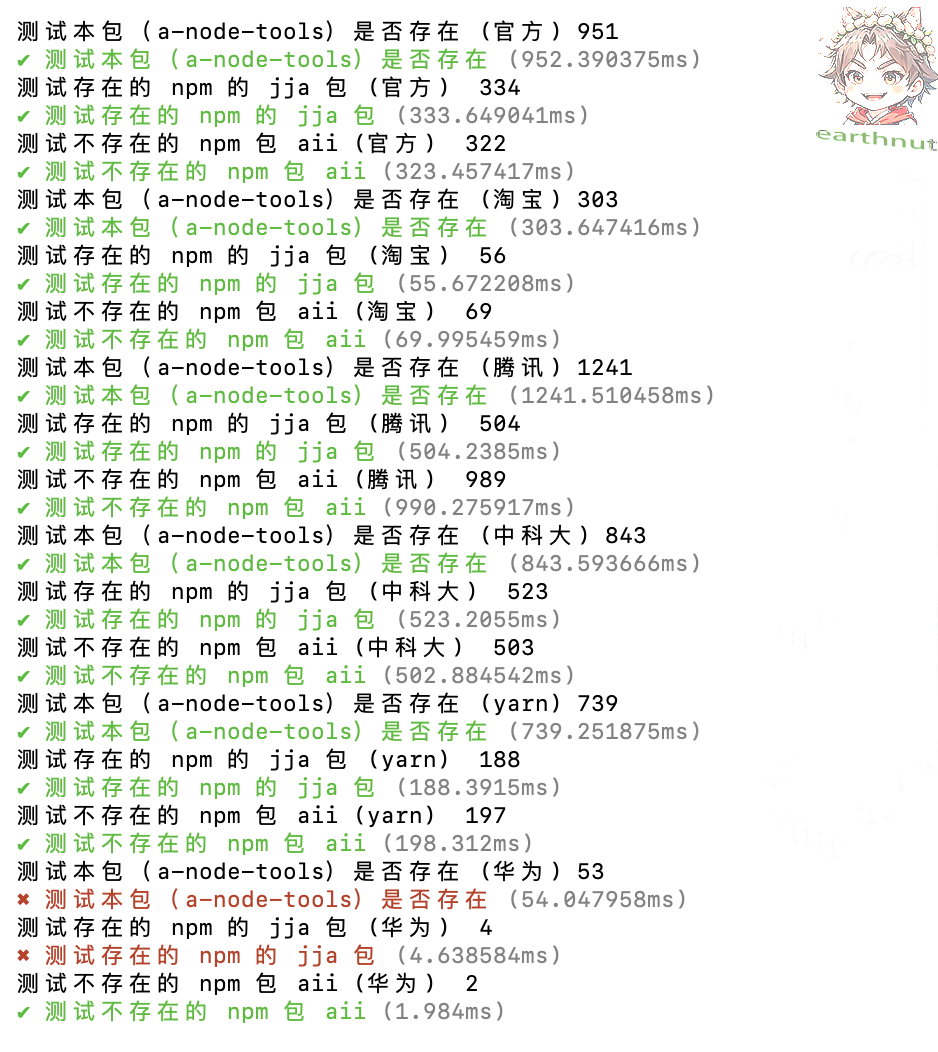 测试本包（a-node-tools）是否存在（官方）951
✔ 测试本包（a-node-tools）是否存在 (952.390375ms)
测试存在的 npm 的 jja 包（官方） 334
✔ 测试存在的 npm 的 jja 包 (333.649041ms)
测试不存在的 npm 包 aii（官方） 322
✔ 测试不存在的 npm 包 aii (323.457417ms)
测试本包（a-node-tools）是否存在（淘宝）303
✔ 测试本包（a-node-tools）是否存在 (303.647416ms)
测试存在的 npm 的 jja 包（淘宝） 56
✔ 测试存在的 npm 的 jja 包 (55.672208ms)
测试不存在的 npm 包 aii（淘宝） 69
✔ 测试不存在的 npm 包 aii (69.995459ms)
测试本包（a-node-tools）是否存在（腾讯）1241
✔ 测试本包（a-node-tools）是否存在 (1241.510458ms)
测试存在的 npm 的 jja 包（腾讯） 504
✔ 测试存在的 npm 的 jja 包 (504.2385ms)
测试不存在的 npm 包 aii（腾讯） 989
✔ 测试不存在的 npm 包 aii (990.275917ms)
测试本包（a-node-tools）是否存在（中科大）843
✔ 测试本包（a-node-tools）是否存在 (843.593666ms)
测试存在的 npm 的 jja 包（中科大） 523
✔ 测试存在的 npm 的 jja 包 (523.2055ms)
测试不存在的 npm 包 aii（中科大） 503
✔ 测试不存在的 npm 包 aii (502.884542ms)
测试本包（a-node-tools）是否存在（yarn）739
✔ 测试本包（a-node-tools）是否存在 (739.251875ms)
测试存在的 npm 的 jja 包（yarn） 188
✔ 测试存在的 npm 的 jja 包 (188.3915ms)
测试不存在的 npm 包 aii（yarn） 197
✔ 测试不存在的 npm 包 aii (198.312ms)
测试本包（a-node-tools）是否存在（华为）53
✖ 测试本包（a-node-tools）是否存在 (54.047958ms)
测试存在的 npm 的 jja 包（华为） 4
✖ 测试存在的 npm 的 jja 包 (4.638584ms)
测试不存在的 npm 包 aii（华为） 2
✔ 测试不存在的 npm 包 aii (1.984ms)
earthnut